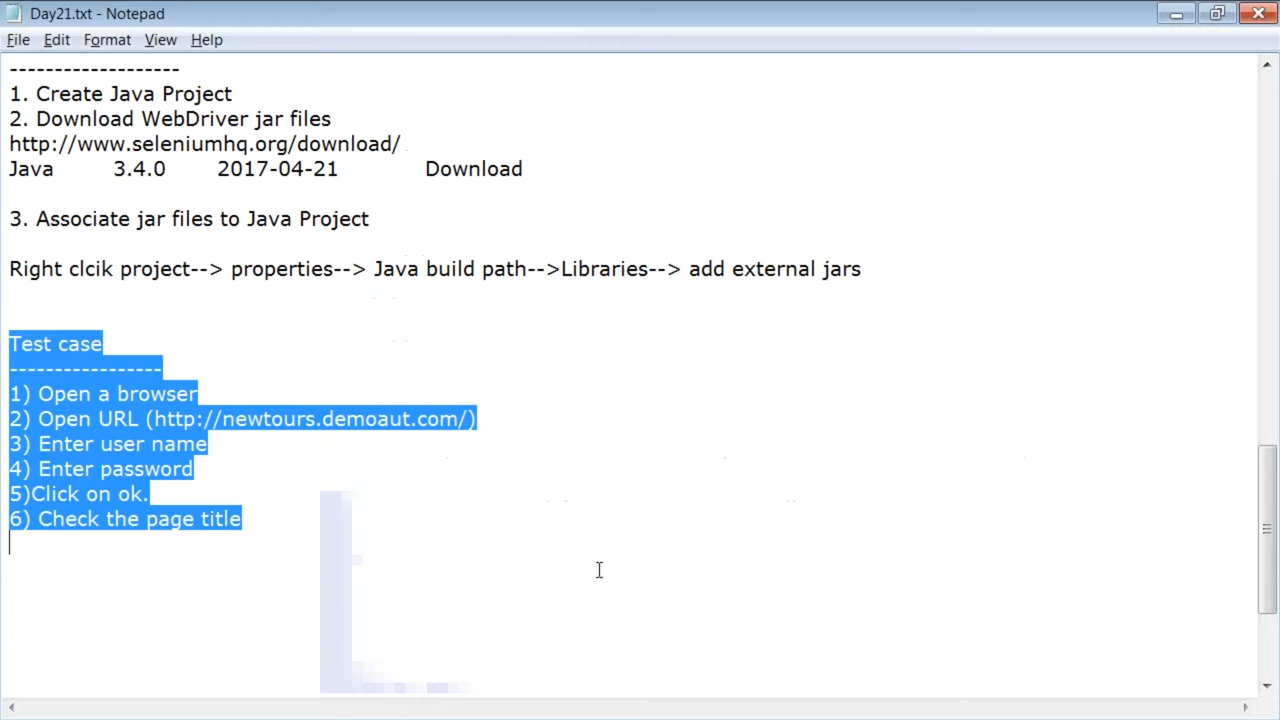 Day21.txt - Notepad
File Edit Format View Help
-------------------
1. Create Java Project
2. Download WebDriver jar files
http://www.seleniumhq.org/download/
Java 3.4.0 2017-04-21 Download
3. Associate jar files to Java Project
Right clcik project--> properties--> Java build path-->Libraries--> add external jars
Test case
-----------------
1) Open a browser
2) Open URL (http://newtours.demoaut.com/)
3) Enter user name
4) Enter password
5)Click on ok.
6) Check the page title